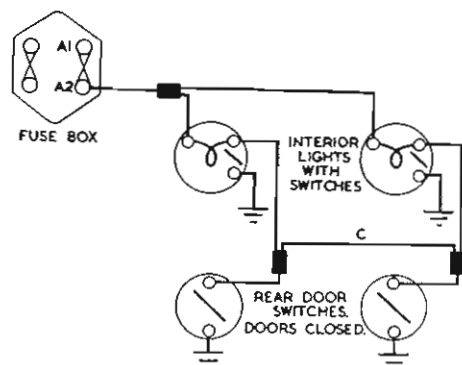 A1
A2
FUSE BOX
INTERIOR
LIGHTS
WITH
SWITCHES
C
REAR DOOR
SWITCHES.
DOORS CLOSED.